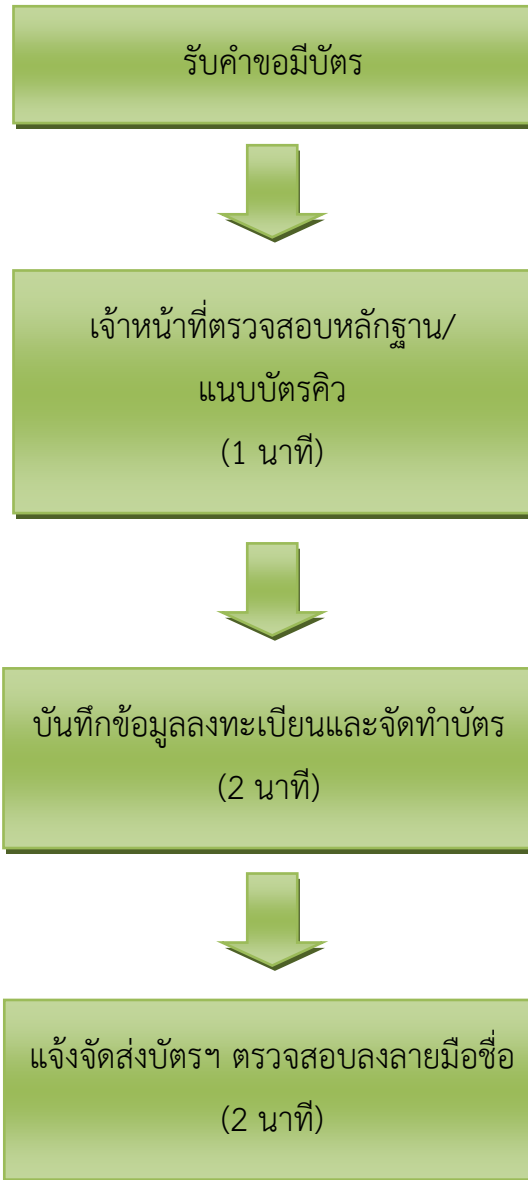 รับคำขอมีบัตร
เจ้าหน้าที่ตรวจสอบหลักฐาน/
แนบบัตรคิว
(1 นาที)
บันทึกข้อมูลลงทะเบียนและจัดทำบัตร
(2 นาที)
แจ้งจัดส่งบัตรฯ ตรวจสอบลงลายมือชื่อ
(2 นาที)